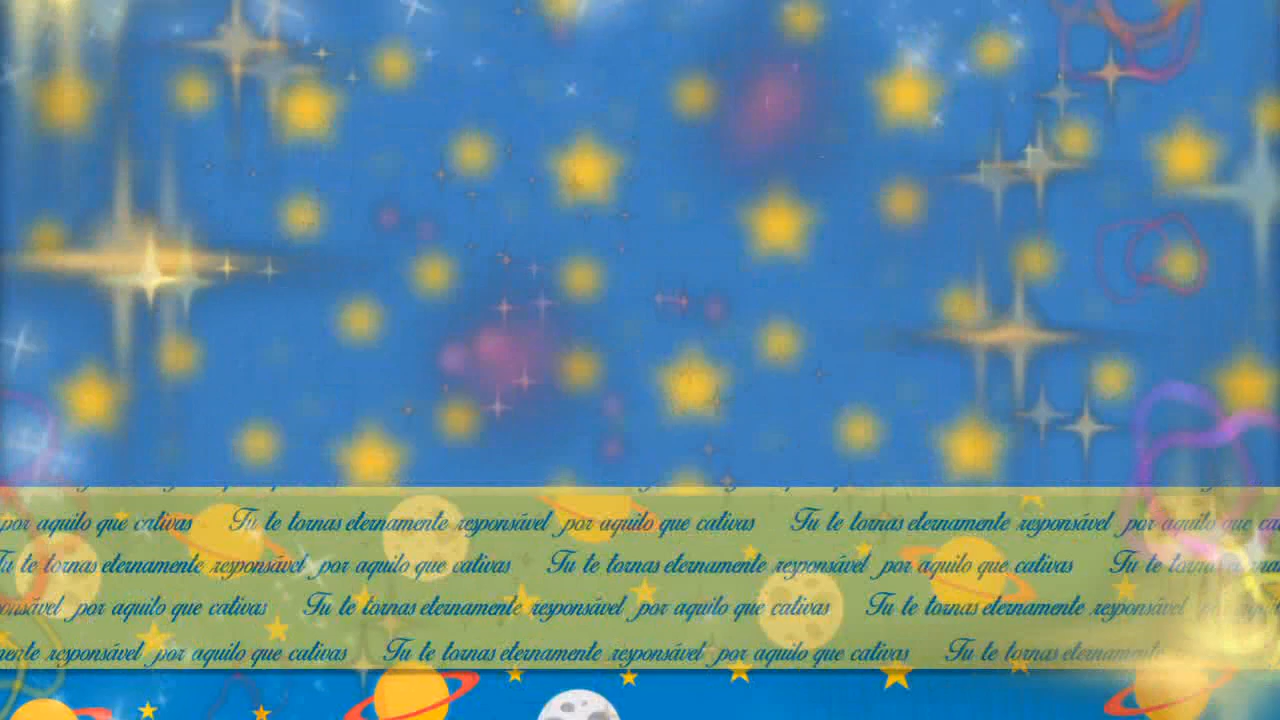 por aquilo que cativas Tu te tornas eternamente responsável por aquilo que cativas Tu te tornas eternamente responsável por aquilo que ca
Tu te tornas eternamente responsável por aquilo que cativas Tu te tornas eternamente responsável por aquilo que cativas Tu te tornas
onsável por aquilo que cativas Tu te tornas eternamente responsável por aquilo que cativas Tu te tornas eternamente responsável
mente responsável por aquilo que cativas Tu te tornas eternamente responsável por aquilo que cativas Tu te tornas eternamente